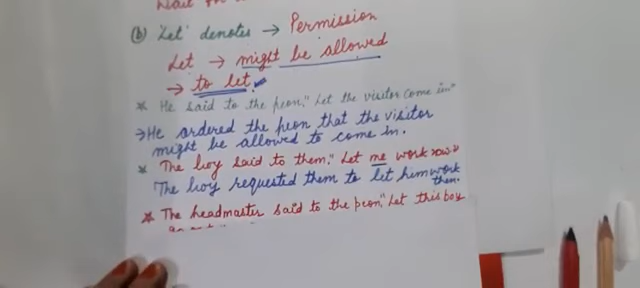 (b) 'Let' denotes → Permission
Let → might be allowed
→ to let.
* He said to the peon, "Let the visitor come in."
→ He ordered the peon that the visitor
might be allowed to come in.
* The boy said to them, "Let me work now."
The boy requested them to let him work
then.
* The headmaster said to the peon, "Let this boy